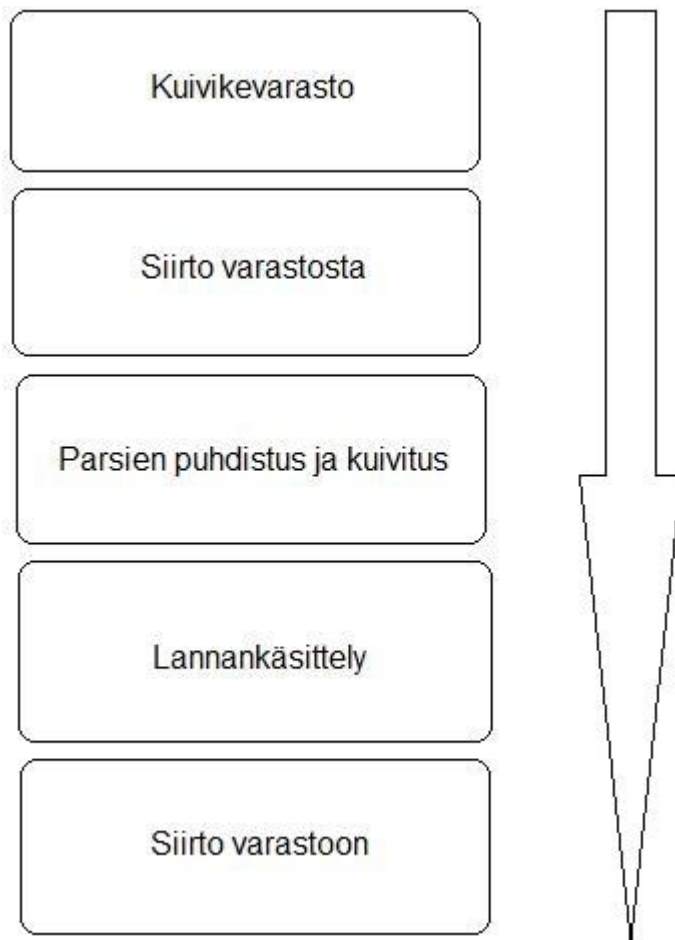 Kuivikevarasto
Siirto varastosta
Parsien puhdistus ja kuivitus
Lannankäsittely
Siirto varastoon